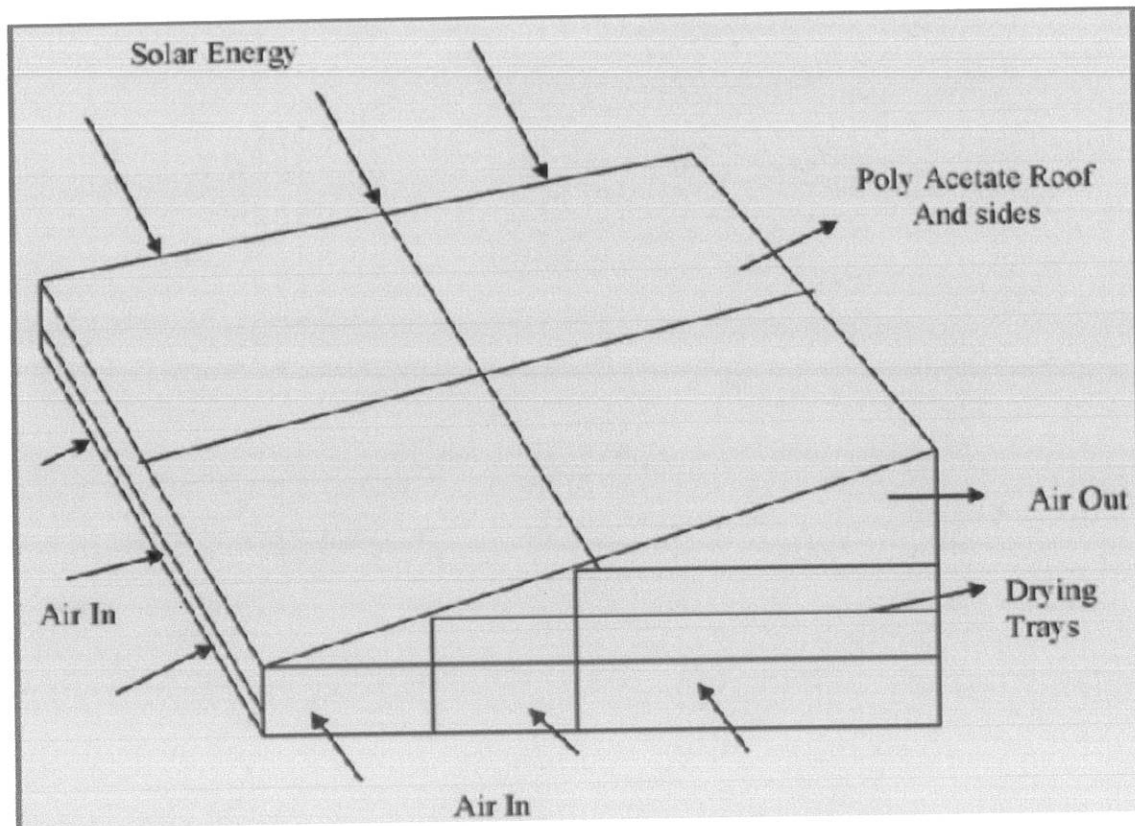 Solar Energy
Poly Acetate Roof
And sides
Air Out
Drying
Trays
Air In
Air In